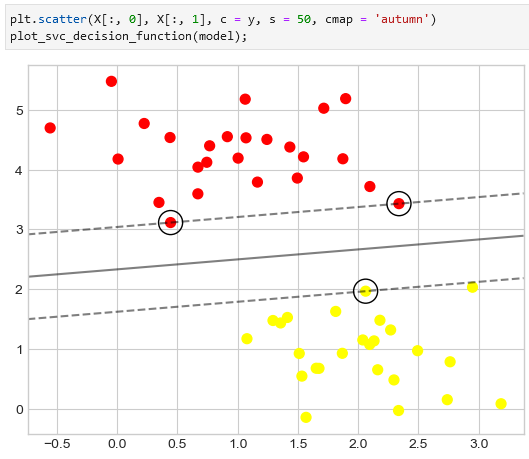 plt.scatter(X[:, 0], X[:, 1], c = y, s = 50, cmap = 'autumn')
plot_svc_decision_function(model);
5
4
3
2
1
0
−0.5 0.0 0.5 1.0 1.5 2.0 2.5 3.0